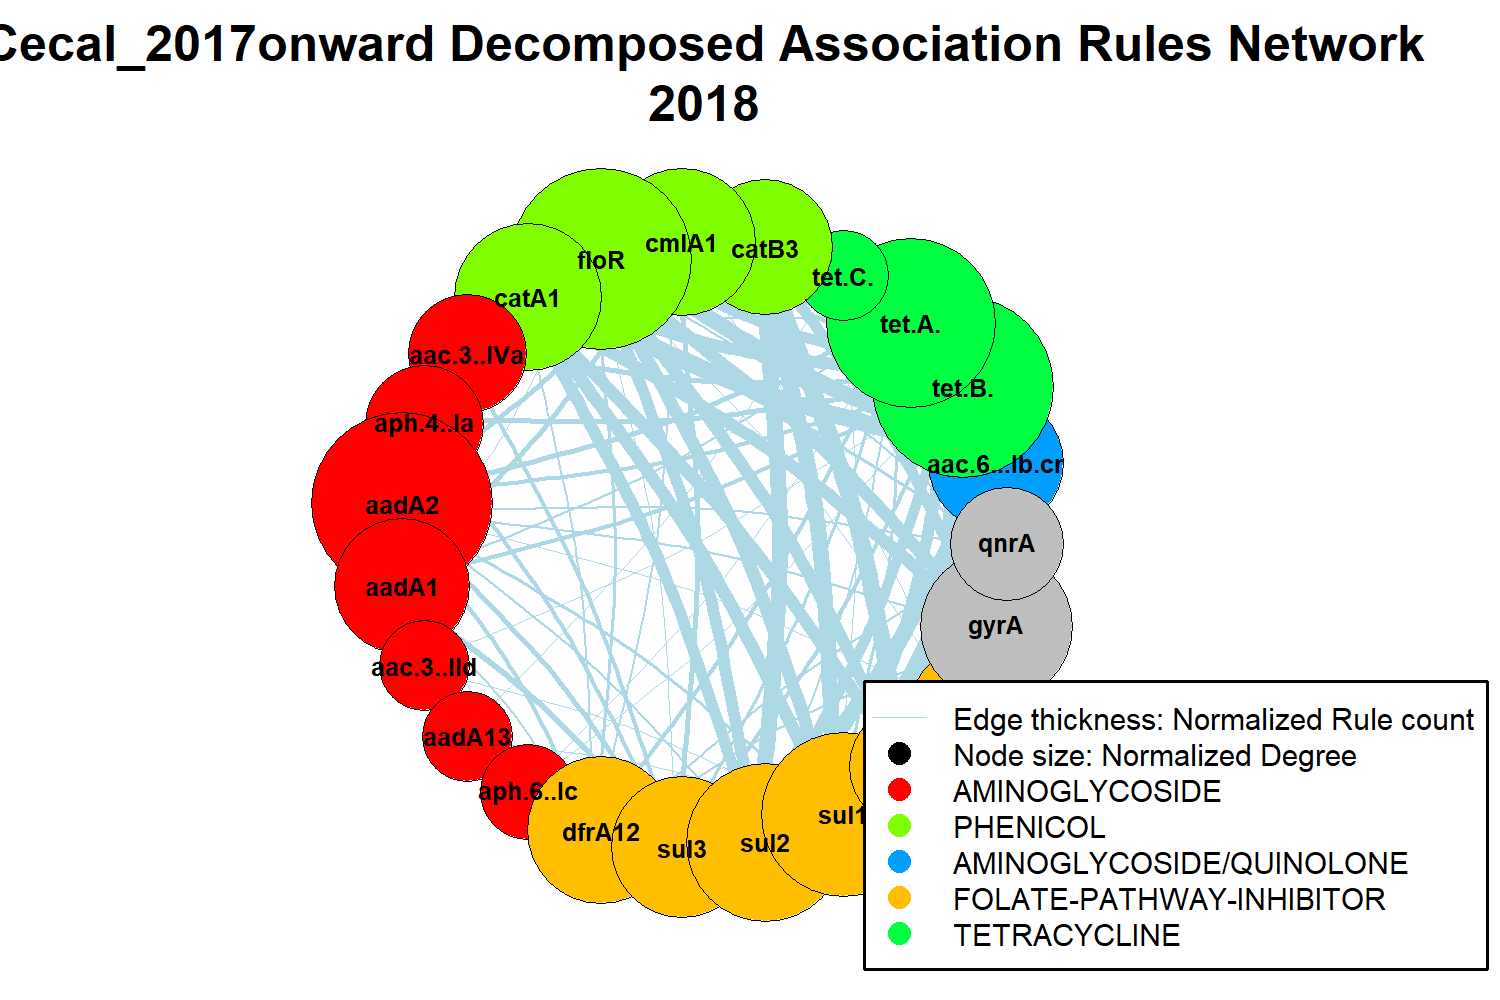 Cecal_2017onward Decomposed Association Rules Network
2018
floR
cmlA1
catB3
tet.C.
catA1
tet.A.
aac.3..IVa
tet.B.
aph.4..Ia
aac.6...Ib.cr
aadA2
qnrA
aadA1
gyrA
aac.3..IId
aadA13
aph.6..Ic
dfrA12
sul3
sul2
sul1
Edge thickness: Normalized Rule count
Node size: Normalized Degree
AMINOGLYCOSIDE
PHENICOL
AMINOGLYCOSIDE/QUINOLONE
FOLATE-PATHWAY-INHIBITOR
TETRACYCLINE